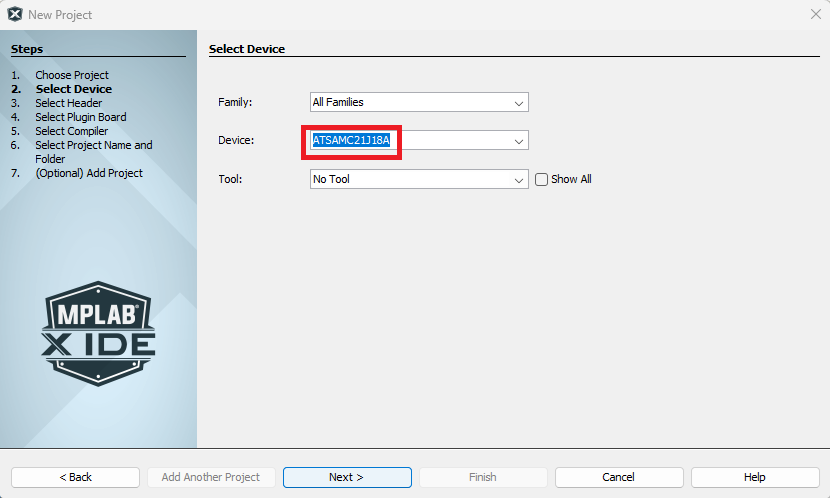 New Project
Steps
1. Choose Project
2. Select Device
3. Select Header
4. Select Plugin Board
5. Select Compiler
6. Select Project Name and
Folder
7. (Optional) Add Project
MPLAB®
X IDE
Select Device
Family: All Families
Device: ATSAMC21J18A
Tool: No Tool Show All
< Back Add Another Project Next > Finish Cancel Help